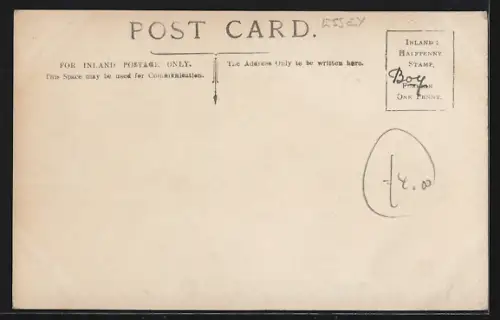 POST CARD.
FOR INLAND POSTAGE ONLY.
This Space may be used for Communication.
The Address Only to be written here.
INLAND
HALFPENNY
STAMP,
Boy
ONE PENNY.
£4.00